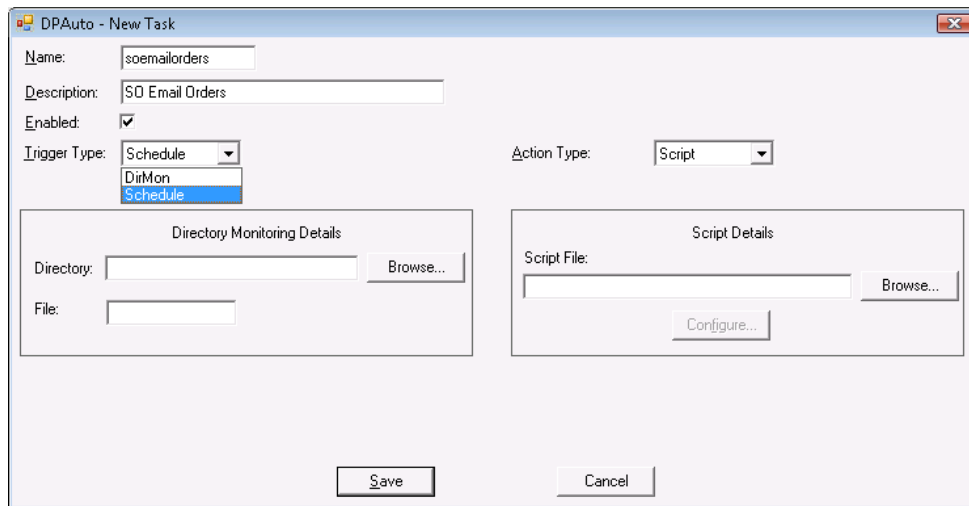 DPAuto - New Task
Name: soemailorders
Description: SO Email Orders
Enabled:
Trigger Type: Schedule Action Type: Script
DirMon
Schedule
Directory Monitoring Details Script Details
Script File:
Directory: Browse...
Browse...
File:
Configure...
Save Cancel